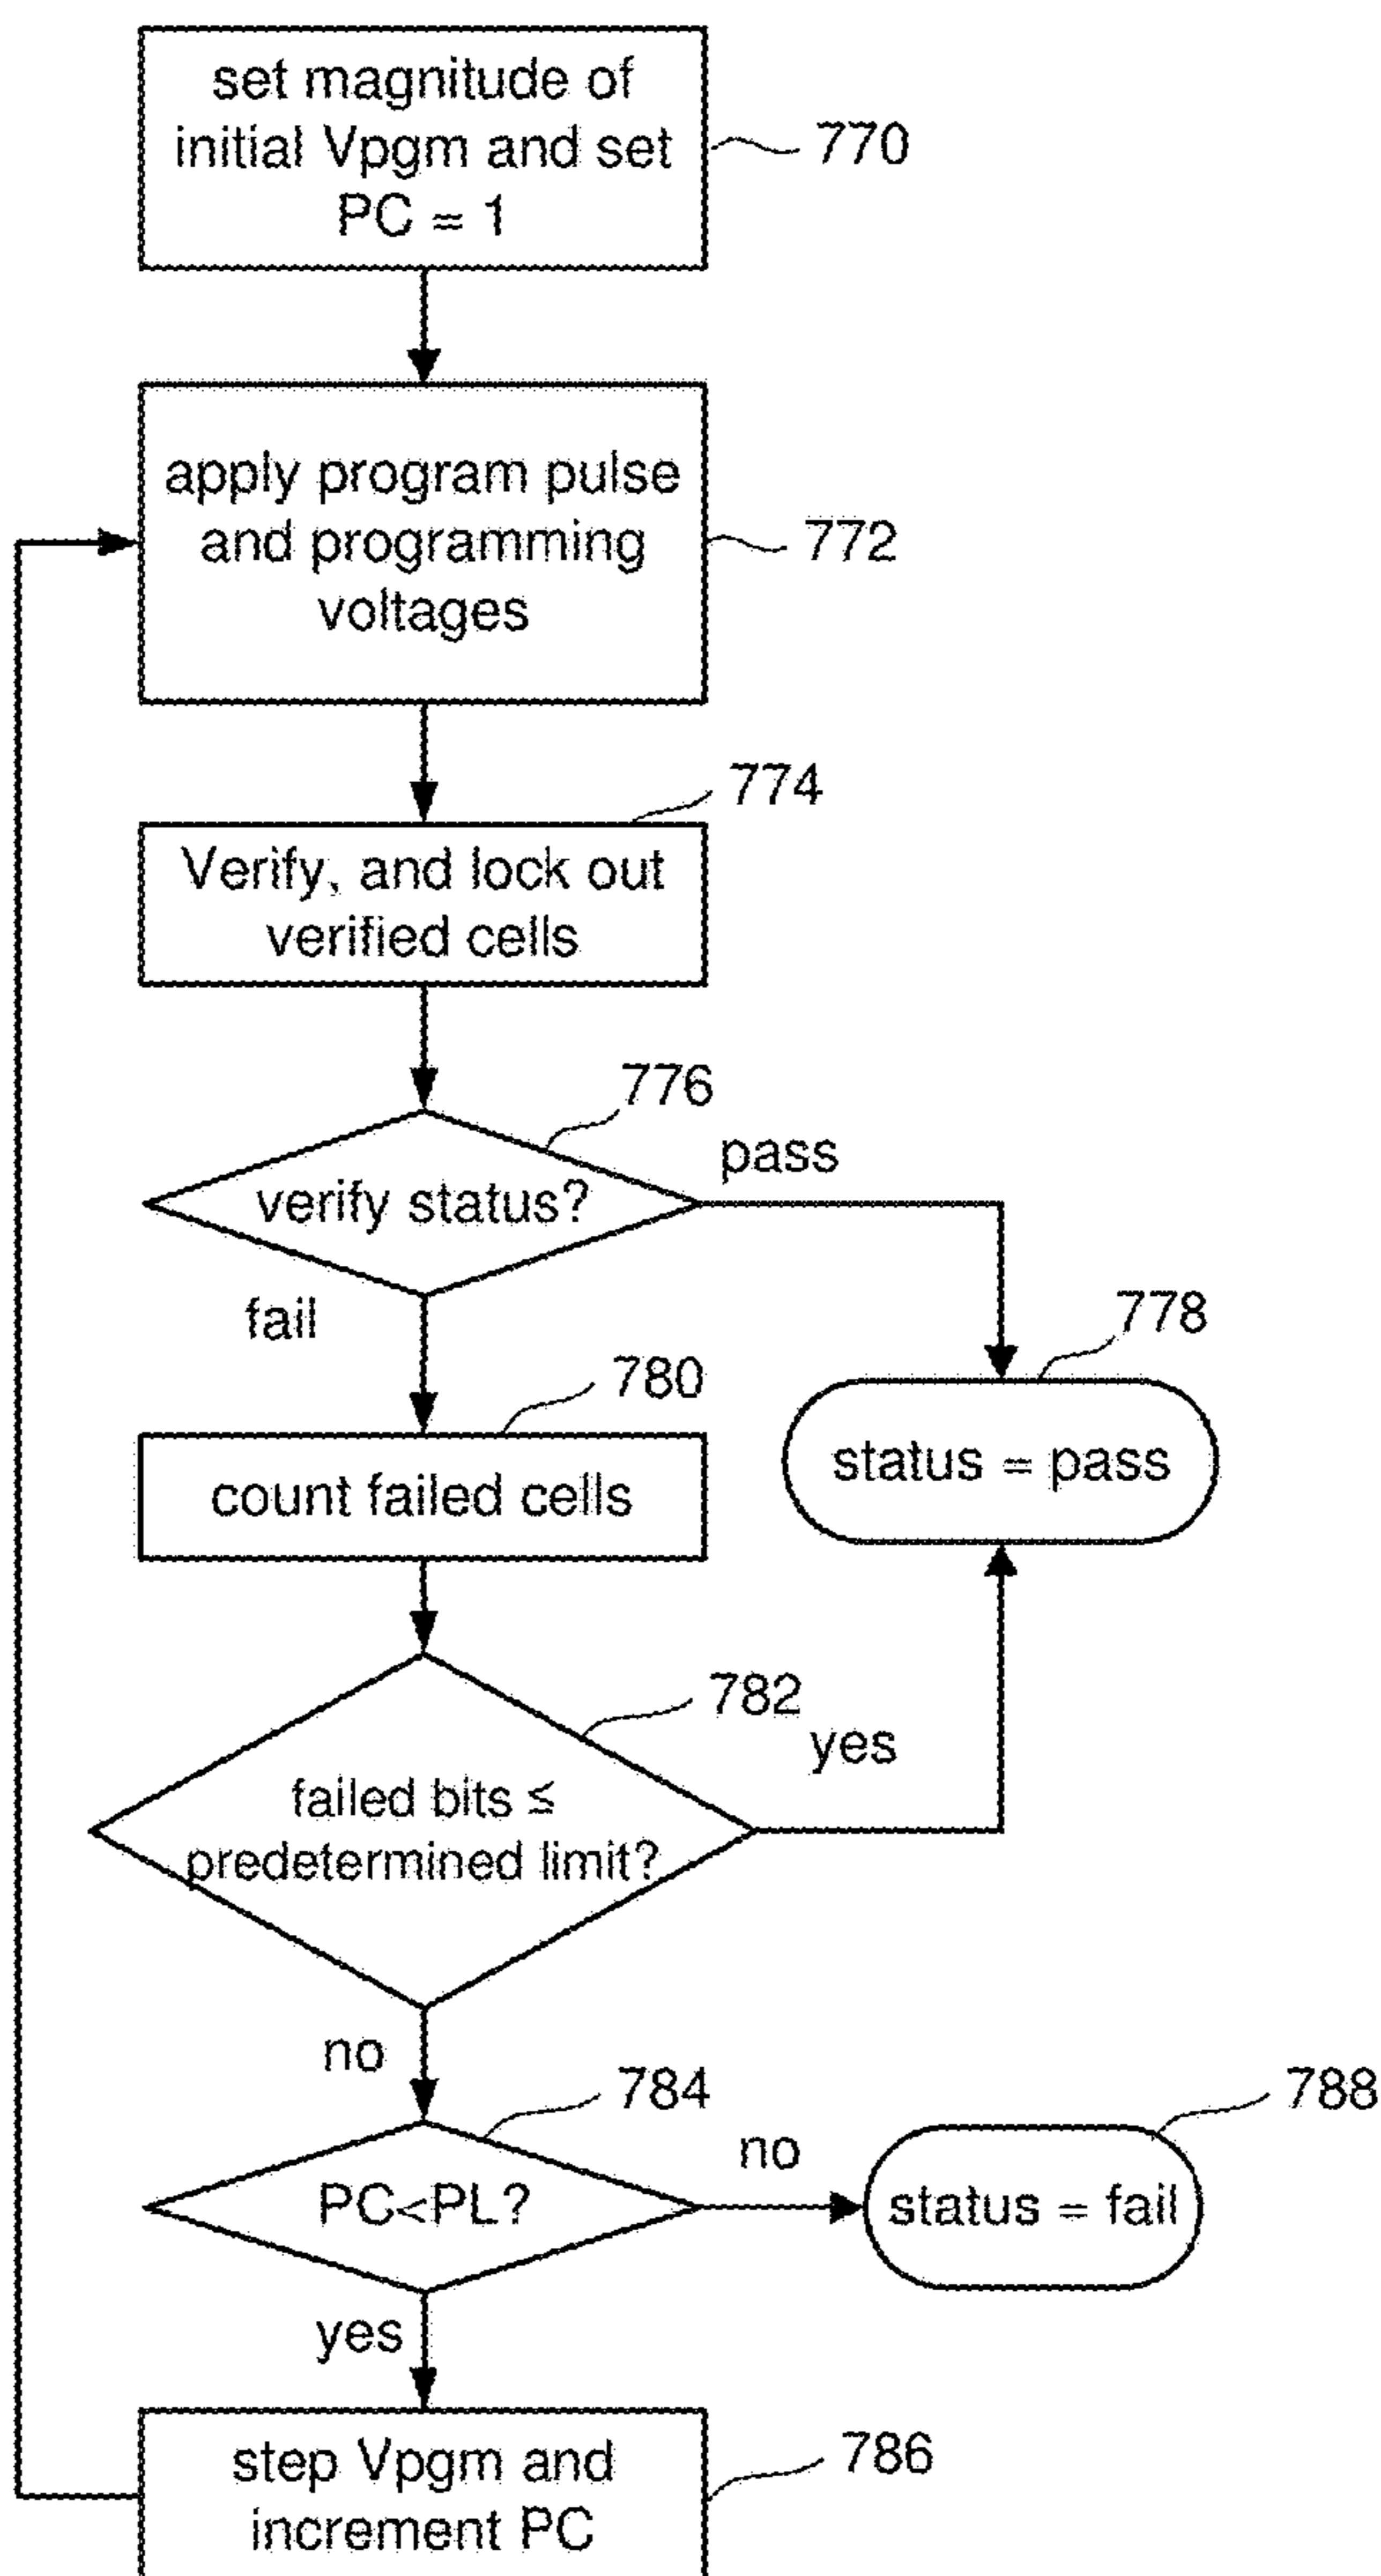 set magnitude of
initial Vpgm and set
PC = 1
770
apply program pulse
and programming
voltages
772
774
Verify, and lock out
verified cells
776
pass
verify status?
fail
778
780
status = pass
count failed cells
782
yes
failed bits ≤
predetermined limit?
no
784
788
no
PC<PL?
status = fail
yes
step Vpgm and
increment PC
786